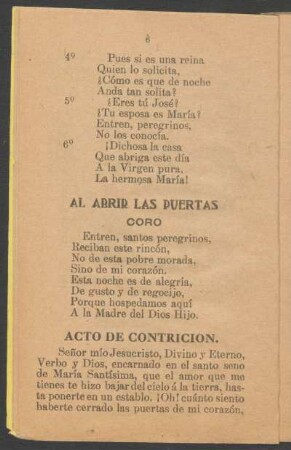 6
4º Pues si es una reina
Quien lo solicita,
¿Cómo es que de noche
Anda tan solita?
5º ¿Eres tú José?
¿Tu esposa es María?
Entren, peregrinos,
No los conocía.
6º ¡Dichosa la casa
Que abriga este día
A la Virgen pura,
La hermosa María!
AL ABRIR LAS PUERTAS
CORO
Entren, santos peregrinos,
Reciban este rincón,
No de esta pobre morada,
Sino de mi corazón.
Esta noche es de alegría,
De gusto y de regocijo,
Porque hospedamos aquí
A la Madre del Dios Hijo.
ACTO DE CONTRICION.
Señor mío Jesucristo, Divino y Eterno,
Verbo y Dios, encarnado en el santo seno
de María Santísima, que el amor que me
tienes te hizo bajar del cielo á la tierra, has-
ta ponerte en un establo. ¡Oh! cuánto siento
haberte cerrado las puertas de mi corazón,